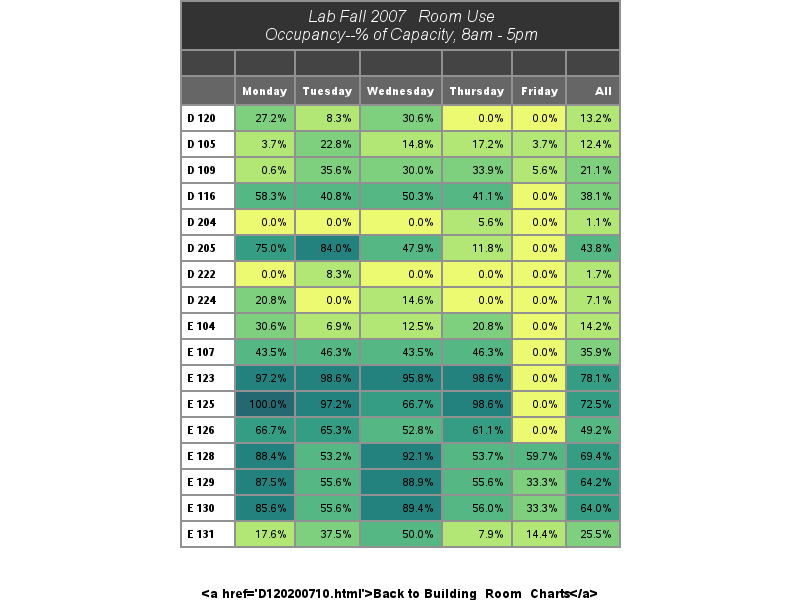 Lab Fall 2007 Room Use
Occupancy--% of Capacity, 8am - 5pm
Monday Tuesday Wednesday Thursday Friday All
D 120 27.2% 8.3% 30.6% 0.0% 0.0% 13.2%
D 105 3.7% 22.8% 14.8% 17.2% 3.7% 12.4%
D 109 0.6% 35.6% 30.0% 33.9% 5.6% 21.1%
D 116 58.3% 40.8% 50.3% 41.1% 0.0% 38.1%
D 204 0.0% 0.0% 0.0% 5.6% 0.0% 1.1%
D 205 75.0% 84.0% 47.9% 11.8% 0.0% 43.8%
D 222 0.0% 8.3% 0.0% 0.0% 0.0% 1.7%
D 224 20.8% 0.0% 14.6% 0.0% 0.0% 7.1%
E 104 30.6% 6.9% 12.5% 20.8% 0.0% 14.2%
E 107 43.5% 46.3% 43.5% 46.3% 0.0% 35.9%
E 123 97.2% 98.6% 95.8% 98.6% 0.0% 78.1%
E 125 100.0% 97.2% 66.7% 98.6% 0.0% 72.5%
E 126 66.7% 65.3% 52.8% 61.1% 0.0% 49.2%
E 128 88.4% 53.2% 92.1% 53.7% 59.7% 69.4%
E 129 87.5% 55.6% 88.9% 55.6% 33.3% 64.2%
E 130 85.6% 55.6% 89.4% 56.0% 33.3% 64.0%
E 131 17.6% 37.5% 50.0% 7.9% 14.4% 25.5%
<a href='D120200710.html'>Back to Building Room Charts</a>